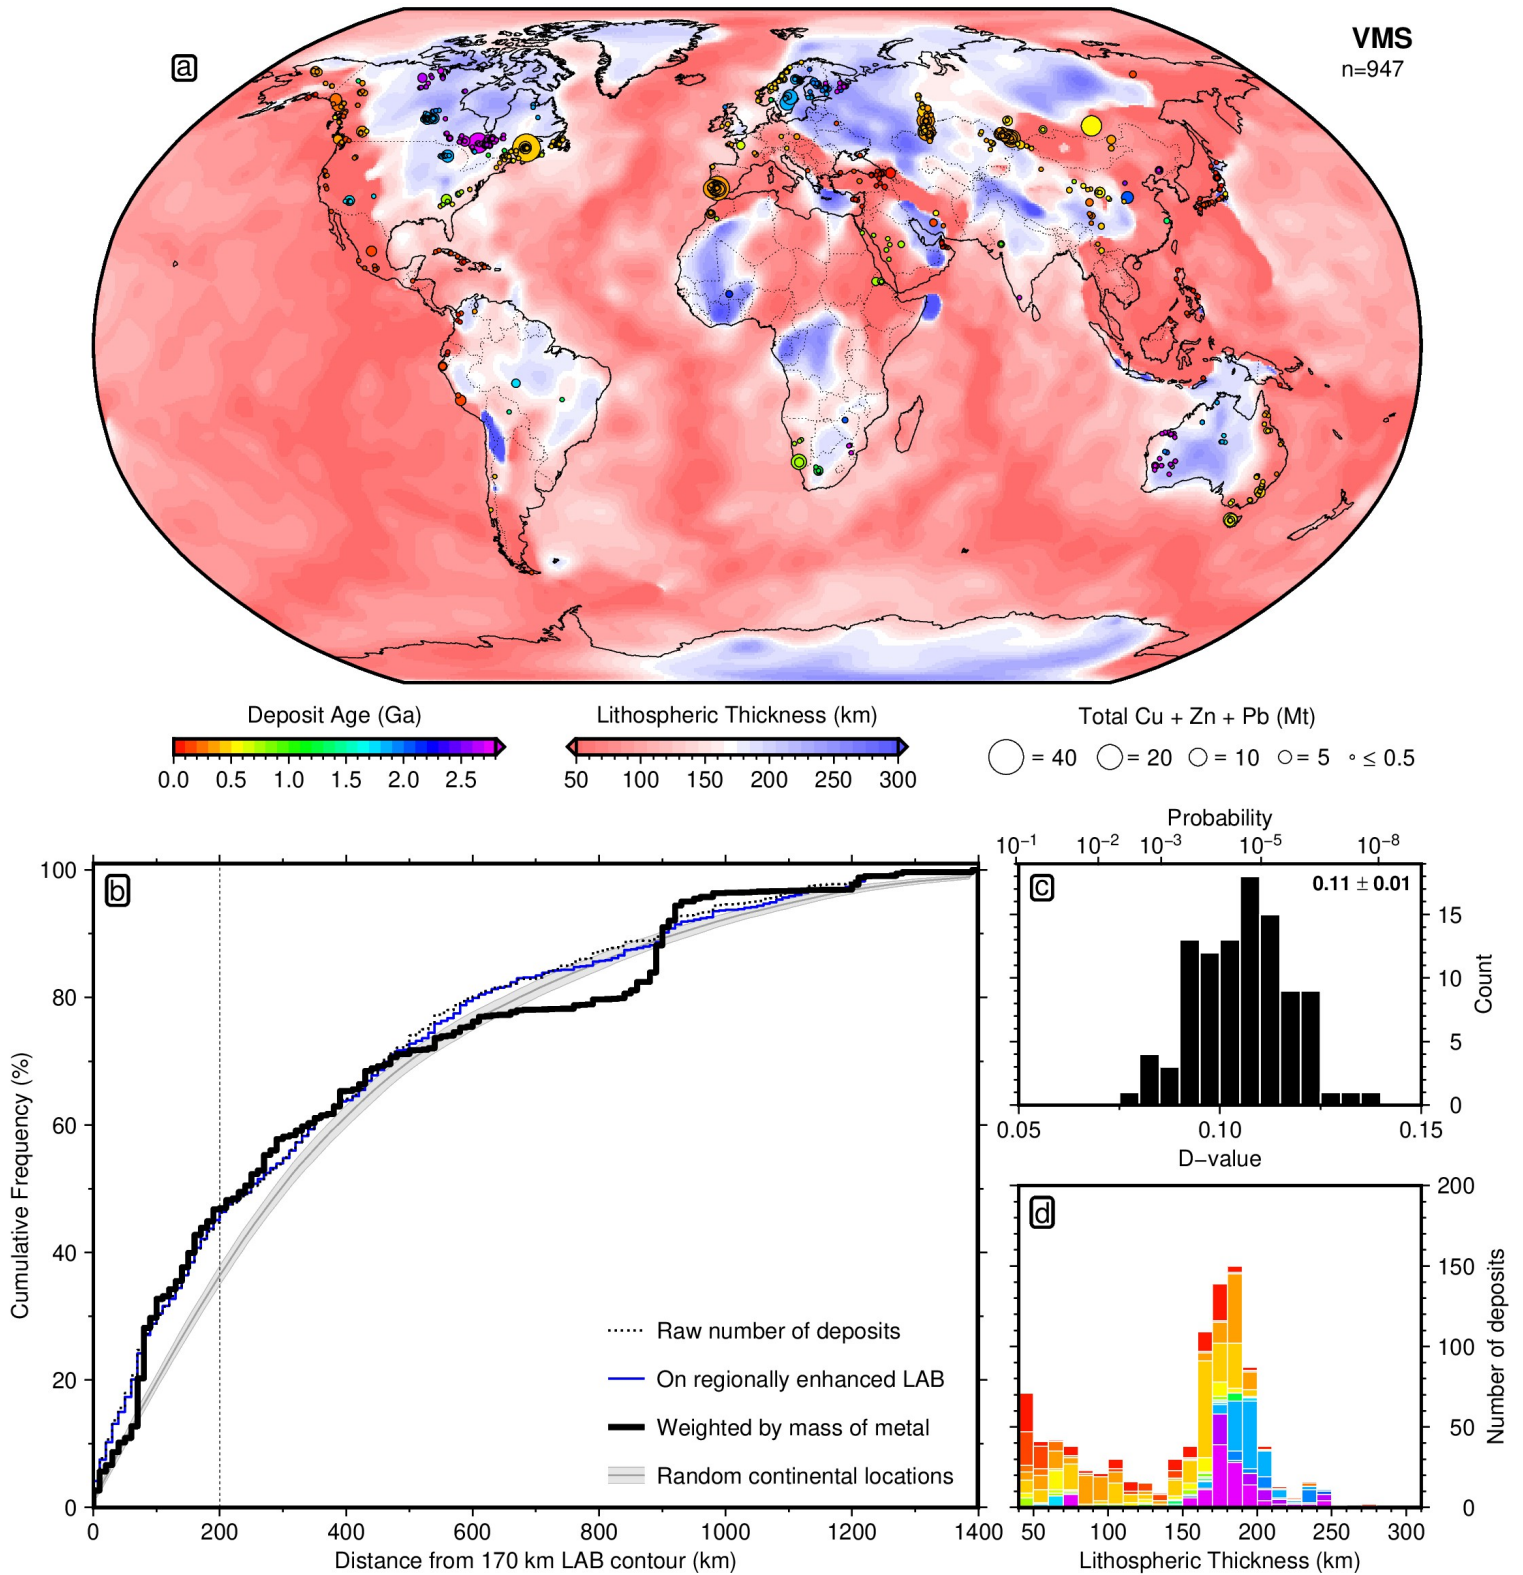 a
VMS
n=947
Deposit Age (Ga)
0.0 0.5 1.0 1.5 2.0 2.5
Lithospheric Thickness (km)
50 100 150 200 250 300
Total Cu + Zn + Pb (Mt)
= 40 = 20 = 10 = 5 ≤ 0.5
b
100
80
60
40
20
0
Cumulative Frequency (%)
0 200 400 600 800 1000 1200 1400
Distance from 170 km LAB contour (km)
Raw number of deposits
On regionally enhanced LAB
Weighted by mass of metal
Random continental locations
Probability
10⁻¹ 10⁻² 10⁻³ 10⁻⁵ 10⁻⁸
c
0.11 ± 0.01
15
10
5
0
Count
0.05 0.10 0.15
D−value
d
200
150
100
50
0
Number of deposits
50 100 150 200 250 300
Lithospheric Thickness (km)